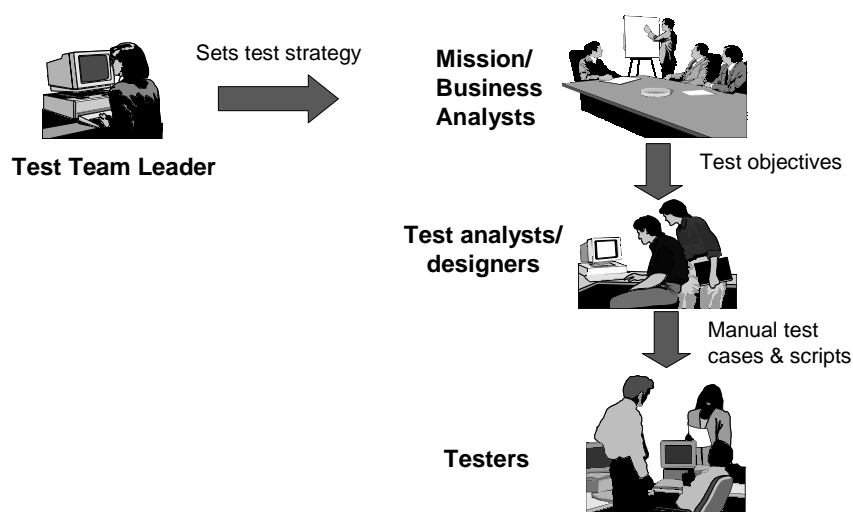 Sets test strategy
Mission/
Business
Analysts
Test Team Leader
Test objectives
Test analysts/
designers
Manual test
cases & scripts
Testers